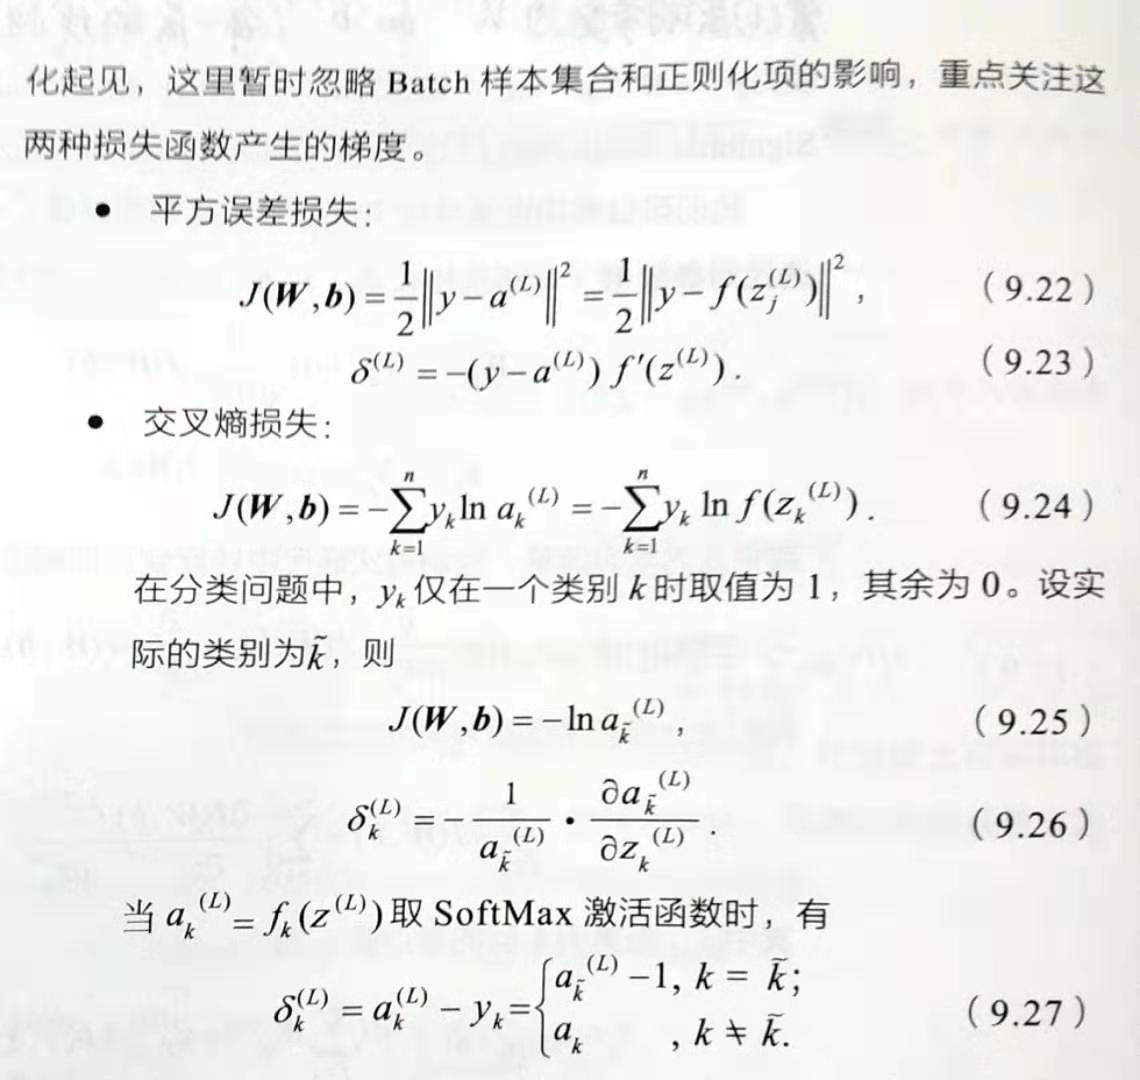 化起见，这里暂时忽略 Batch 样本集合和正则化项的影响，重点关注这
两种损失函数产生的梯度。
• 平方误差损失：
$J(\boldsymbol{W},\boldsymbol{b})=\frac{1}{2}\left\|y-a^{(L)}\right\|^2=\frac{1}{2}\left\|y-f(z_j^{(L)})\right\|^2$， （9.22）
$\delta^{(L)}=-(y-a^{(L)})f'(z^{(L)})$. （9.23）
• 交叉熵损失：
$J(\boldsymbol{W},\boldsymbol{b})=-\sum_{k=1}^{n}y_k\ln a_k^{(L)}=-\sum_{k=1}^{n}y_k\ln f(z_k^{(L)})$. （9.24）
在分类问题中，$y_k$仅在一个类别 k 时取值为 1，其余为 0。设实
际的类别为$\tilde{k}$，则
$J(\boldsymbol{W},\boldsymbol{b})=-\ln a_{\tilde{k}}^{(L)}$， （9.25）
$\delta_k^{(L)}=-\frac{1}{a_{\tilde{k}}^{(L)}}\cdot\frac{\partial a_{\tilde{k}}^{(L)}}{\partial z_k^{(L)}}$. （9.26）
当 $a_k^{(L)}=f_k(z^{(L)})$取 SoftMax 激活函数时，有
$\delta_k^{(L)}=a_k^{(L)}-y_k=\begin{cases}a_{\tilde{k}}^{(L)}-1, k=\tilde{k};\\a_k, k\neq\tilde{k}.\end{cases}$ （9.27）